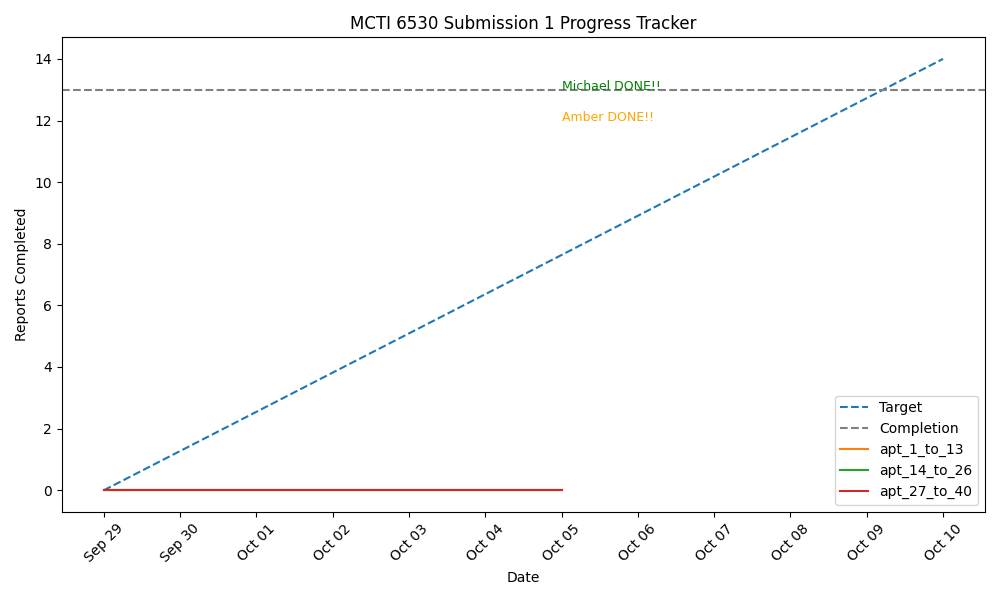 MCTI 6530 Submission 1 Progress Tracker
Reports Completed
14
12
10
8
6
4
2
0
Michael DONE!!
Amber DONE!!
Target
Completion
apt_1_to_13
apt_14_to_26
apt_27_to_40
Sep 29
Sep 30
Oct 01
Oct 02
Oct 03
Oct 04
Oct 05
Oct 06
Oct 07
Oct 08
Oct 09
Oct 10
Date